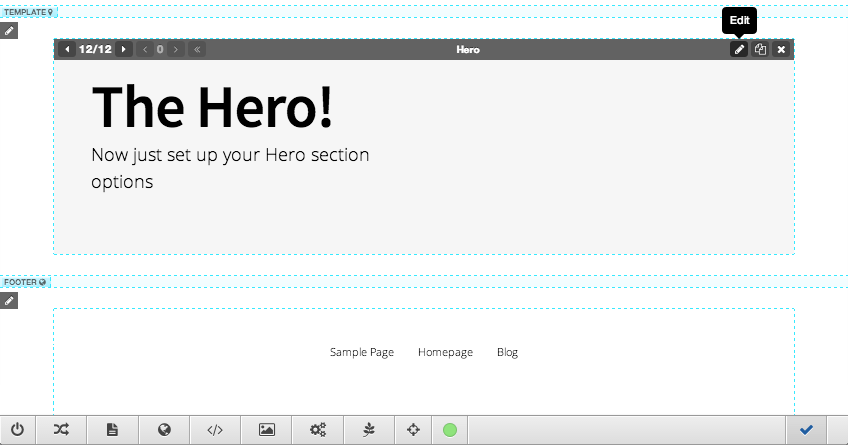 TEMPLATE
Edit
12/12
0
Hero
The Hero!
Now just set up your Hero section
options
FOOTER
Sample Page Homepage Blog